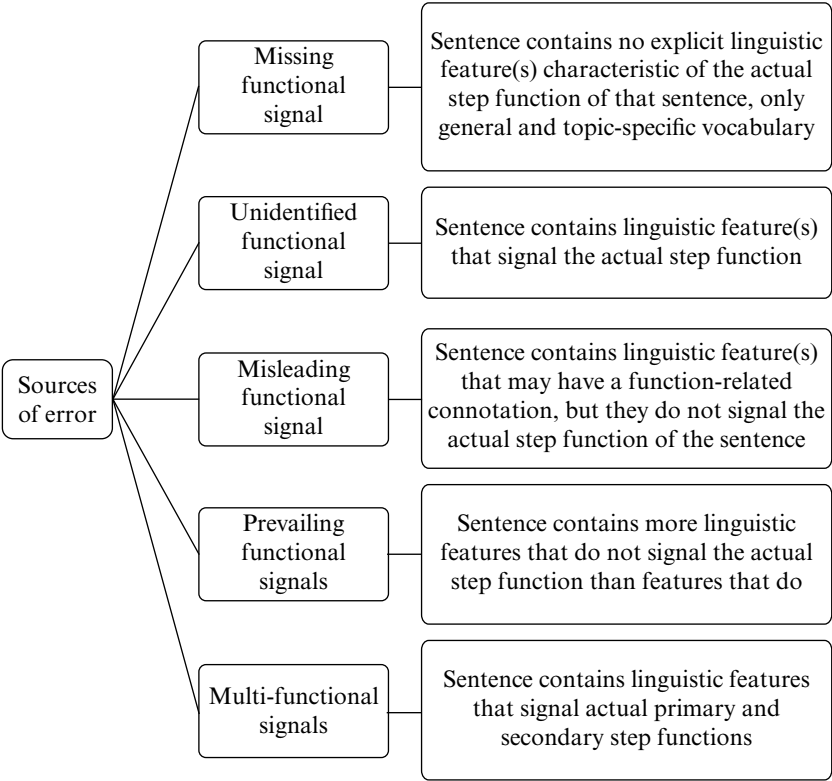 Sources
of error
Missing
functional
signal
Sentence contains no explicit linguistic
feature(s) characteristic of the actual
step function of that sentence, only
general and topic-specific vocabulary
Unidentified
functional
signal
Sentence contains linguistic feature(s)
that signal the actual step function
Misleading
functional
signal
Sentence contains linguistic feature(s)
that may have a function-related
connotation, but they do not signal the
actual step function of the sentence
Prevailing
functional
signals
Sentence contains more linguistic
features that do not signal the actual
step function than features that do
Multi-functional
signals
Sentence contains linguistic features
that signal actual primary and
secondary step functions